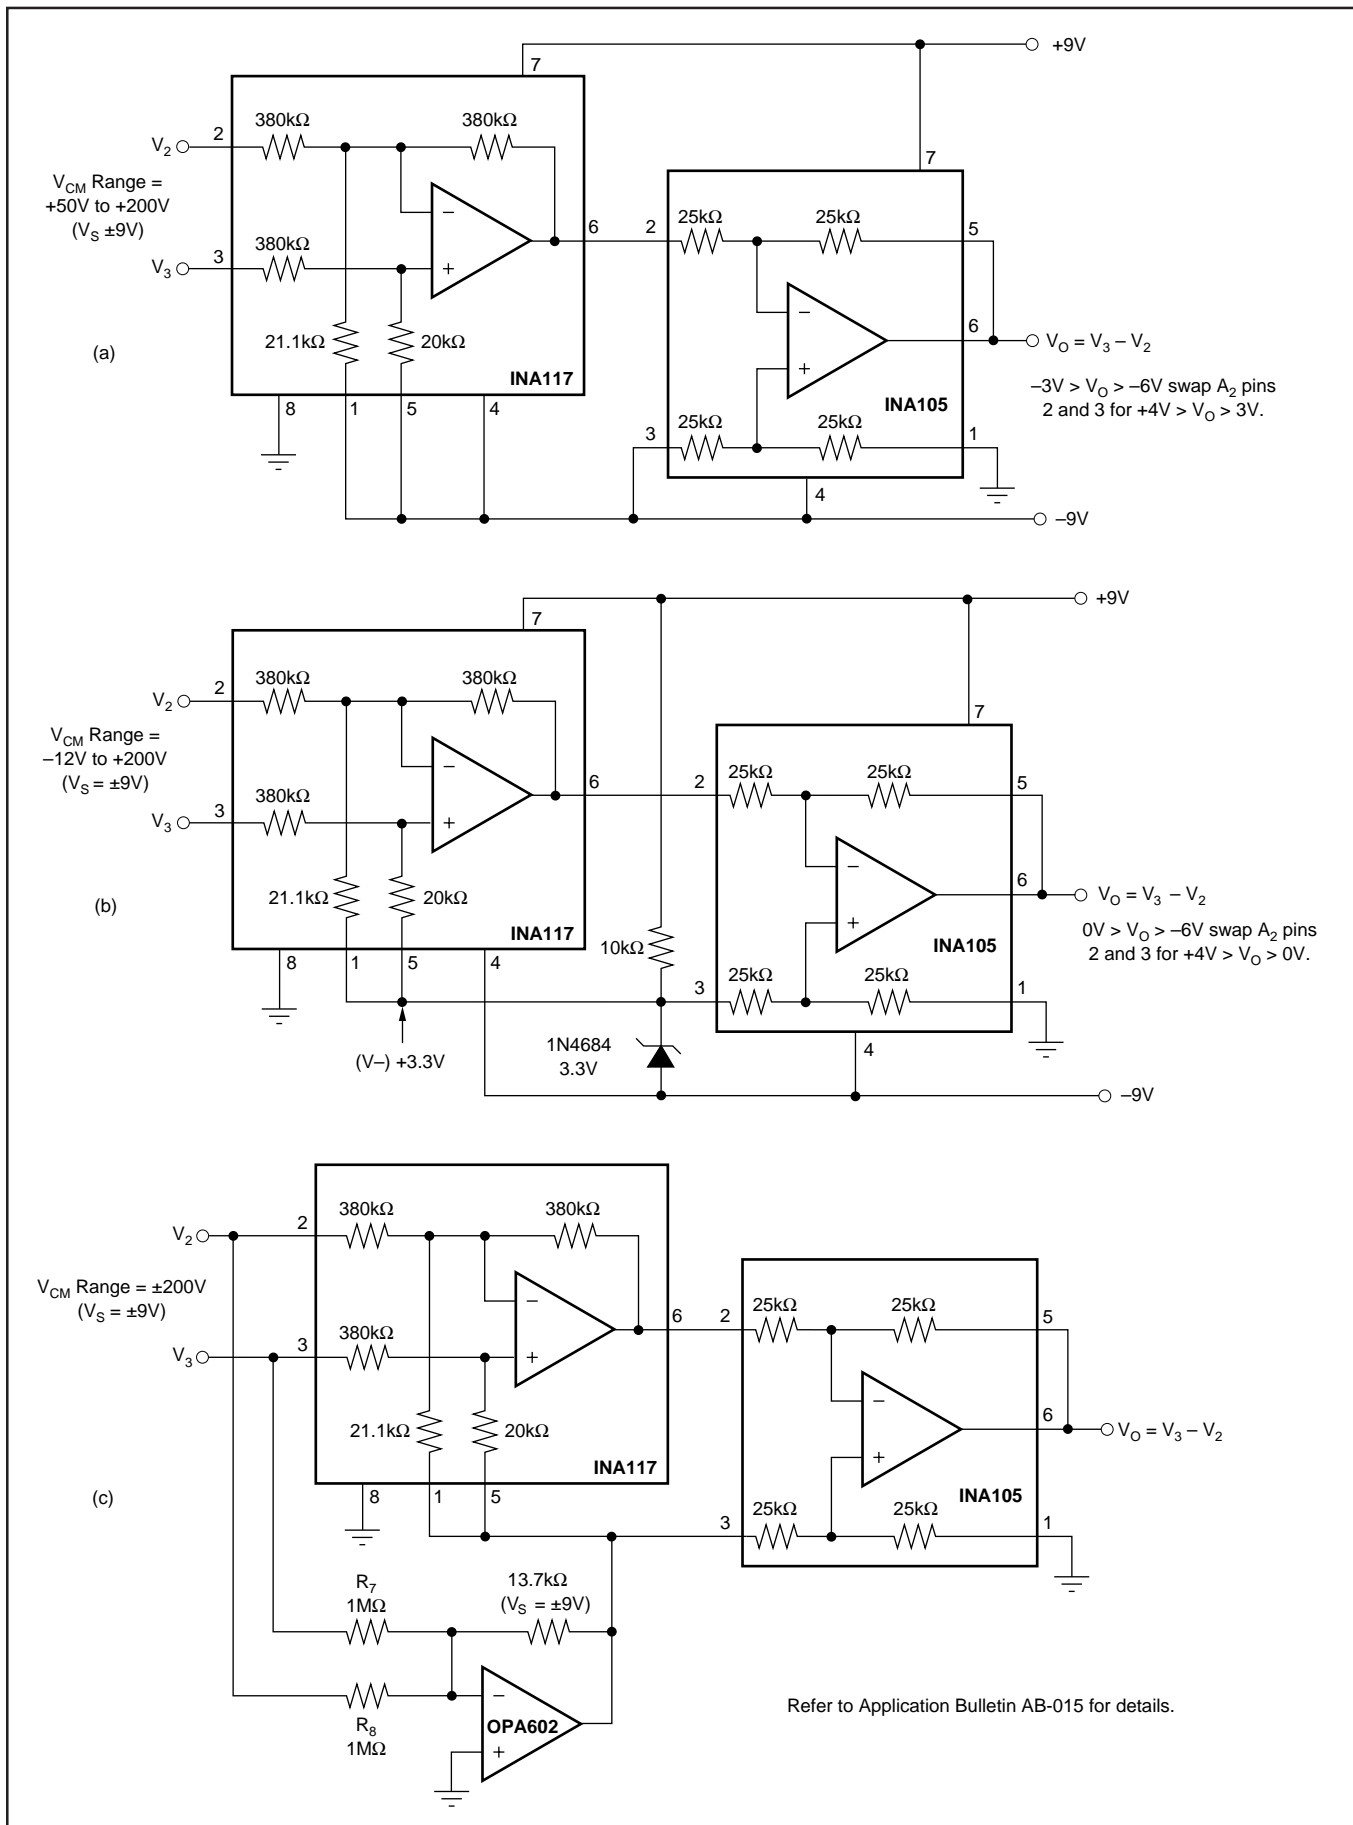 +9V
7
380kΩ
380kΩ
2
V2
VCM Range =
+50V to +200V
(VS ±9V)
7
25kΩ
25kΩ
5
6
2
380kΩ
3
V3
6
VO = V3 – V2
21.1kΩ
20kΩ
(a)
INA117
INA105
–3V > VO > –6V swap A2 pins
2 and 3 for +4V > VO > 3V.
8
1
5
4
3
25kΩ
25kΩ
1
4
–9V
+9V
7
380kΩ
380kΩ
2
V2
VCM Range =
–12V to +200V
(VS = ±9V)
7
25kΩ
25kΩ
5
6
2
380kΩ
3
V3
6
VO = V3 – V2
21.1kΩ
20kΩ
(b)
INA117
10kΩ
INA105
0V > VO > –6V swap A2 pins
2 and 3 for +4V > VO > 0V.
8
1
5
4
3
25kΩ
25kΩ
1
(V–) +3.3V
1N4684
3.3V
4
–9V
380kΩ
380kΩ
2
V2
VCM Range = ±200V
(VS = ±9V)
25kΩ
25kΩ
5
6
2
380kΩ
3
V3
6
VO = V3 – V2
21.1kΩ
20kΩ
INA117
INA105
(c)
8
1
5
3
25kΩ
25kΩ
1
R7
1MΩ
13.7kΩ
(VS = ±9V)
OPA602
R8
1MΩ
Refer to Application Bulletin AB-015 for details.